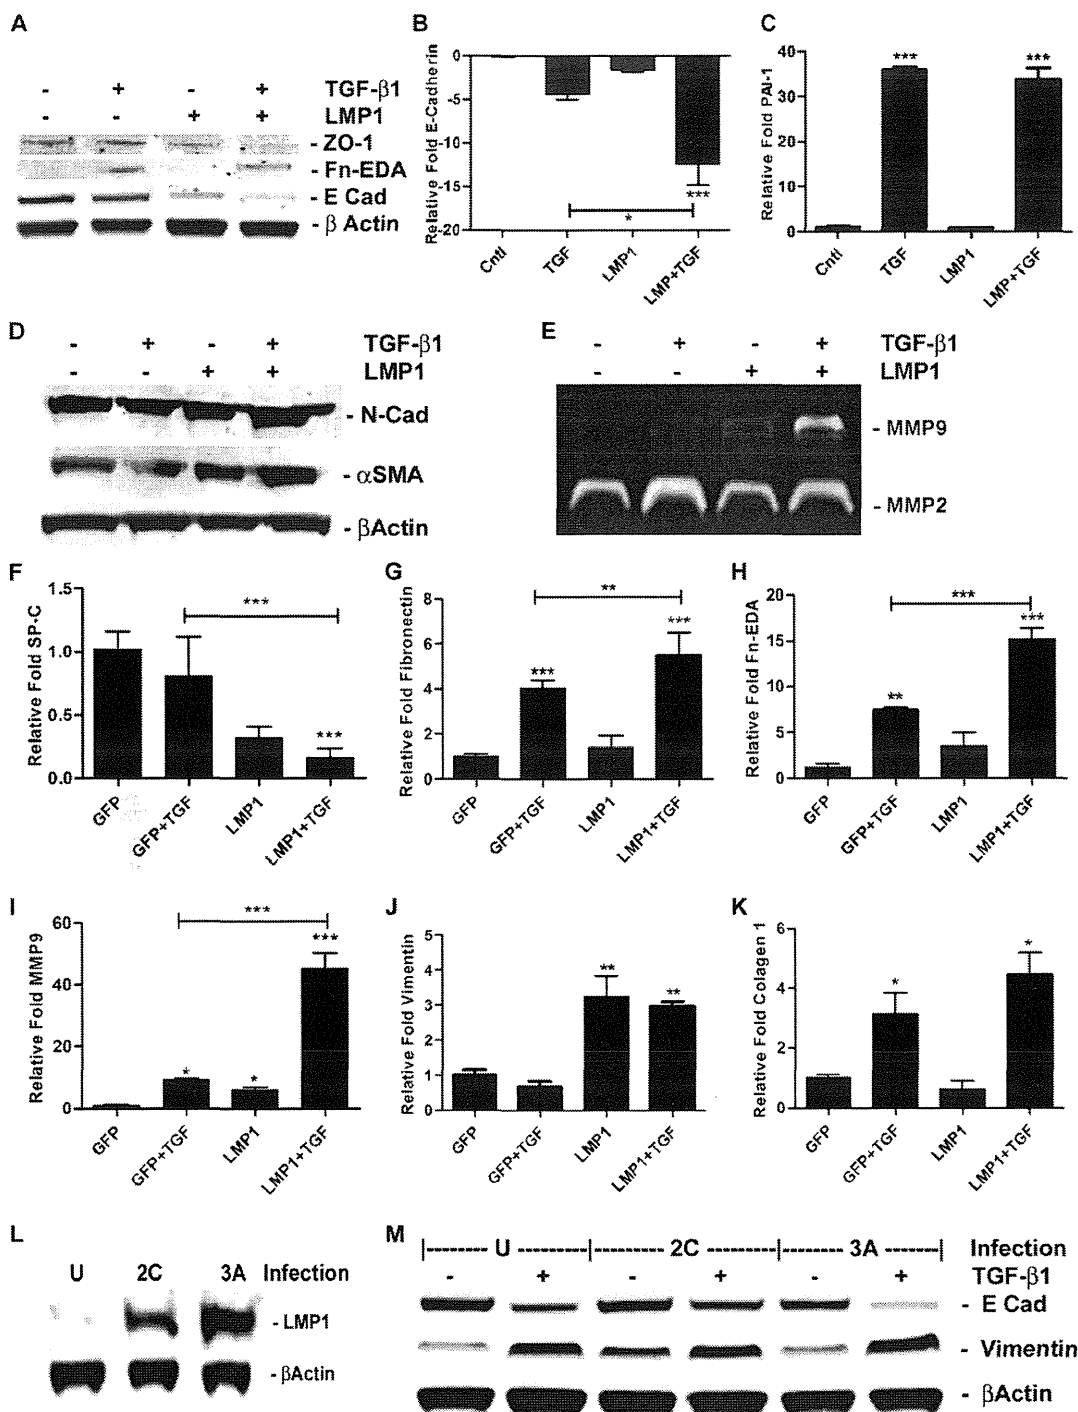 A
- + - + TGF-β1
- - + + LMP1
- ZO-1
- Fn-EDA
- E Cad
- β Actin
B
Relative Fold E-Cadherin
0
-5
-10
-15
-20
***
*
Cntl
TGF
LMP1
LMP+TGF
C
Relative Fold PAI-1
40
30
20
10
0
***
***
Cntl
TGF
LMP1
LMP+TGF
D
- + - + TGF-β1
- - + + LMP1
- N-Cad
- αSMA
- βActin
E
- + - + TGF-β1
- - + + LMP1
- MMP9
- MMP2
F
Relative Fold SP-C
1.5
1.0
0.5
0.0
***
***
GFP
GFP+TGF
LMP1
LMP1+TGF
G
Relative Fold Fibronectin
8
6
4
2
0
**
***
***
GFP
GFP+TGF
LMP1
LMP1+TGF
H
Relative Fold Fn-EDA
20
15
10
5
0
***
**
***
GFP
GFP+TGF
LMP1
LMP1+TGF
I
Relative Fold MMP9
60
40
20
0
***
*
*
***
GFP
GFP+TGF
LMP1
LMP1+TGF
J
Relative Fold Vimentin
5
4
3
2
1
0
**
**
GFP
GFP+TGF
LMP1
LMP1+TGF
K
Relative Fold Colagen 1
6
4
2
0
*
*
GFP
GFP+TGF
LMP1
LMP1+TGF
L
U 2C 3A Infection
- LMP1
- βActin
M
|------- U -------|------- 2C -------|------- 3A -------| Infection
- + - + - + TGF-β1
- E Cad
- Vimentin
- βActin